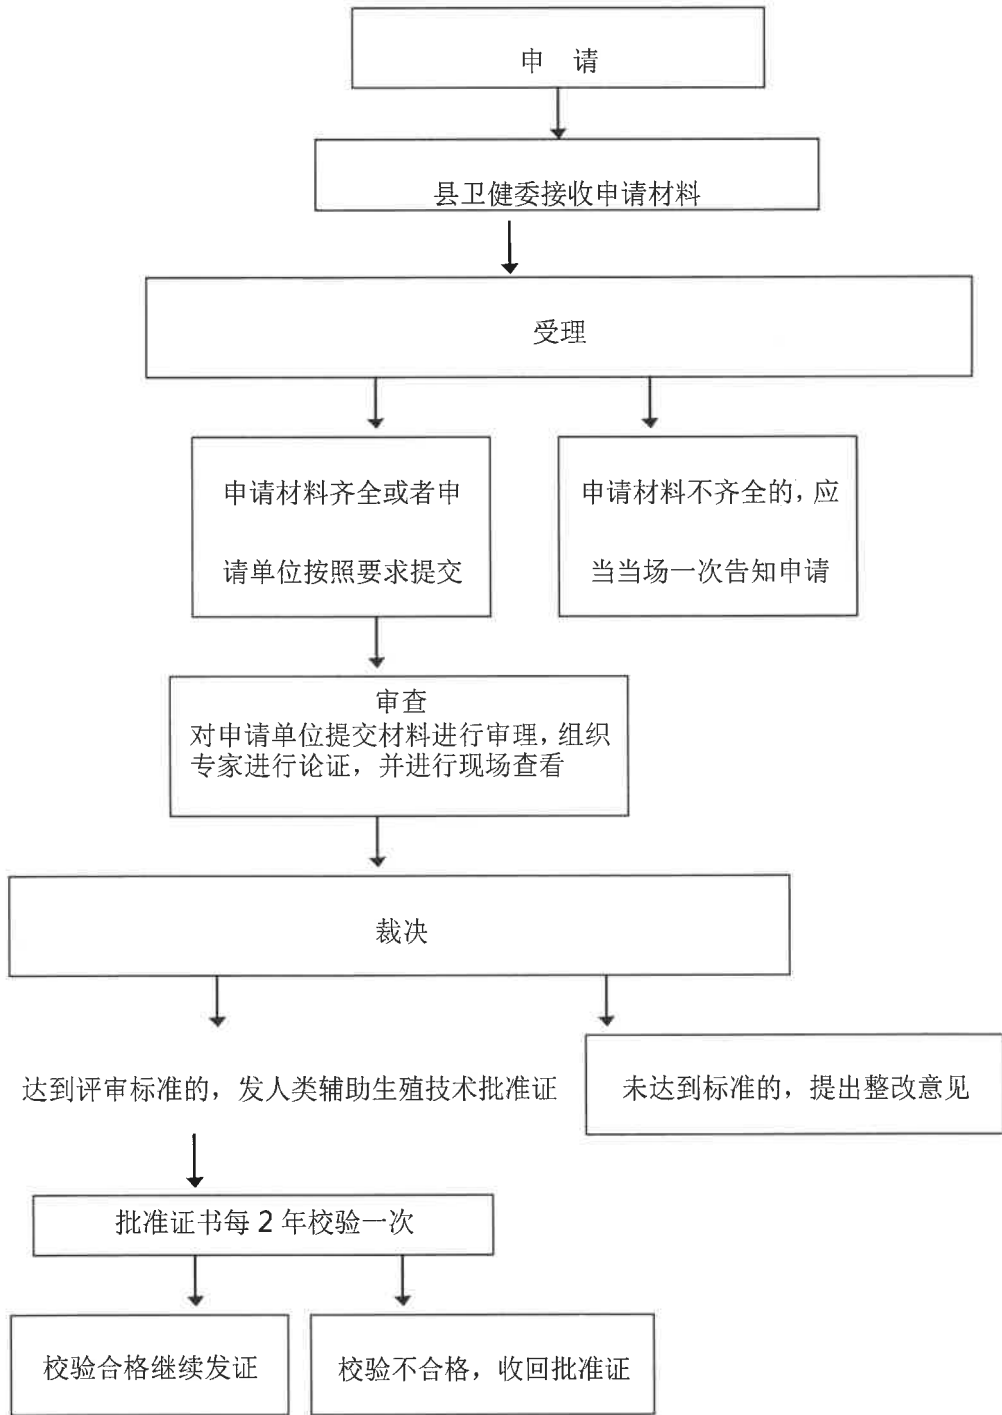 申 请
县卫健委接收申请材料
受理
申请材料齐全或者申
请单位按照要求提交
申请材料不齐全的，应
当当场一次告知申请
审查
对申请单位提交材料进行审理，组织
专家进行论证，并进行现场查看
裁决
达到评审标准的，发人类辅助生殖技术批准证
未达到标准的，提出整改意见
批准证书每 2 年校验一次
校验合格继续发证
校验不合格，收回批准证